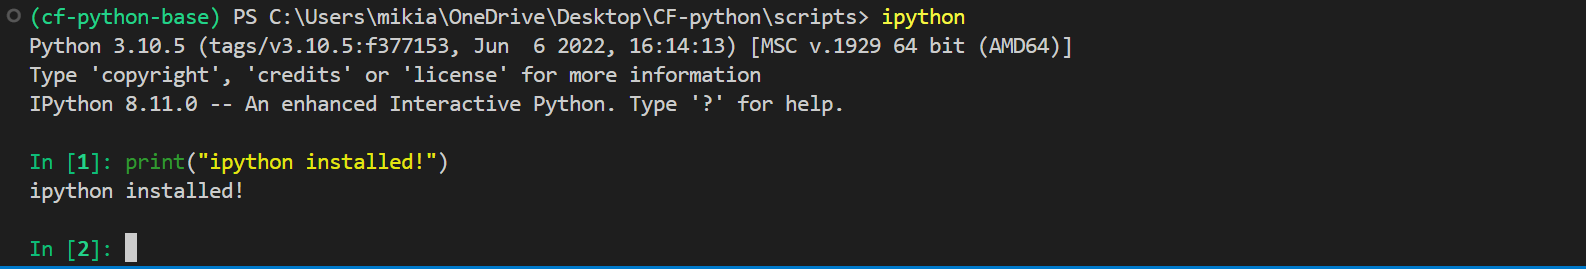 (cf-python-base) PS C:\Users\mikia\OneDrive\Desktop\CF-python\scripts> ipython
Python 3.10.5 (tags/v3.10.5:f377153, Jun  6 2022, 16:14:13) [MSC v.1929 64 bit (AMD64)]
Type 'copyright', 'credits' or 'license' for more information
IPython 8.11.0 -- An enhanced Interactive Python. Type '?' for help.
In [1]: print("ipython installed!")
ipython installed!
In [2]: